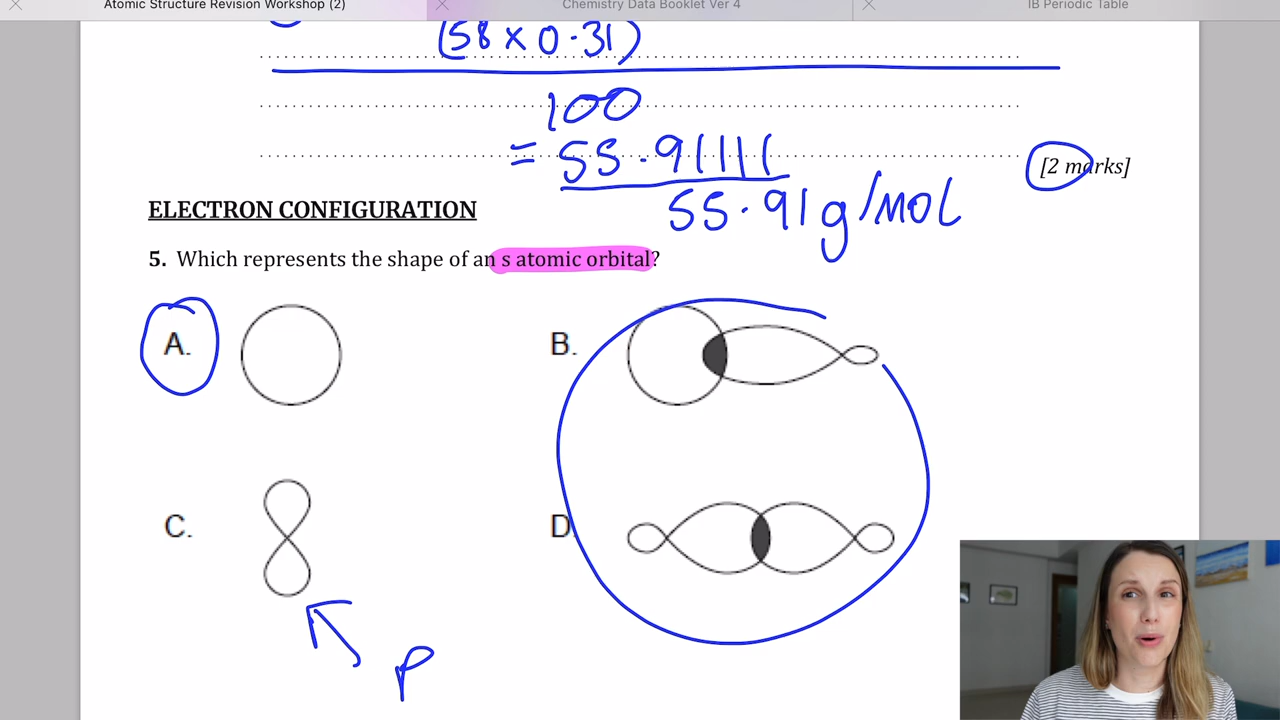 Atomic Structure Revision Workshop (2)
Chemistry Data Booklet Ver 4
IB Periodic Table
(58 x 0.31)
100
= 55.91111
[2 marks]
55.91 g/mol
ELECTRON CONFIGURATION
5. Which represents the shape of an s atomic orbital?
A.
B.
C.
D.
P